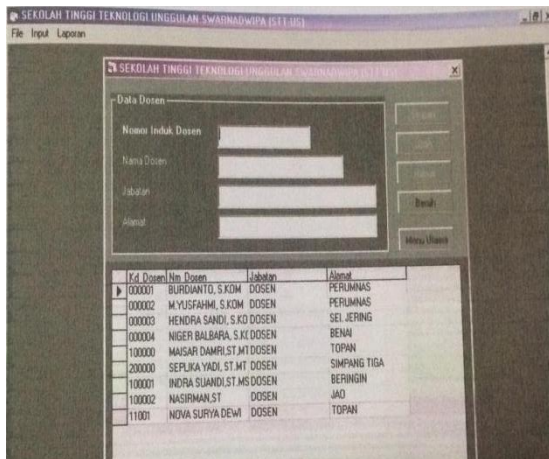 SEKOLAH TINGGI TEKNOLOGI UNGGULAN SWARNADWIPA (STT-US)
File Input Laporan
SEKOLAH TINGGI TEKNOLOGI UNGGULAN SWARNADWIPA (STT-US)
Data Dosen
Nomor Induk Dosen
Nama Dosen
Jabatan
Alamat
Bersih
Menu Utama
Kd_Dosen Nm_Dosen Jabatan Alamat
000001 BURDIANTO, S.KOM DOSEN PERUMNAS
000002 M.YUSFAHMI, S.KOM DOSEN PERUMNAS
000003 HENDRA SANDI, S.KO DOSEN SEI. JERING
000004 NIGER BALBARA, S.K DOSEN BENAI
100000 MAISAR DAMRI,ST.MT DOSEN TOPAN
200000 SEPLIKA YADI, ST.MT DOSEN SIMPANG TIGA
100001 INDRA SUANDI,ST.MS DOSEN BERINGIN
100002 NASIRMAN,ST DOSEN JAO
11001 NOVA SURYA DEWI DOSEN TOPAN